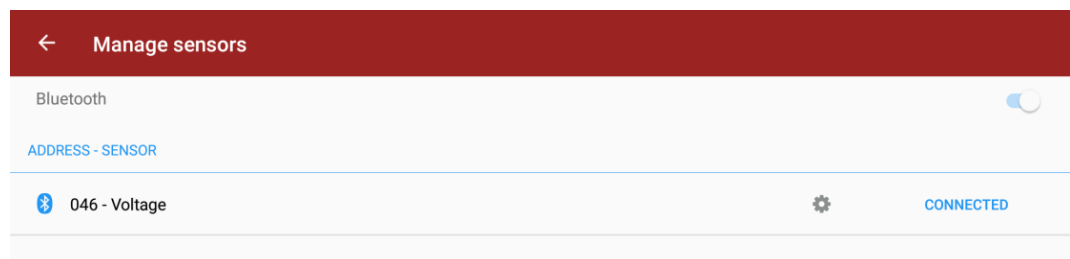 Manage sensors
Bluetooth
ADDRESS - SENSOR
046 - Voltage CONNECTED